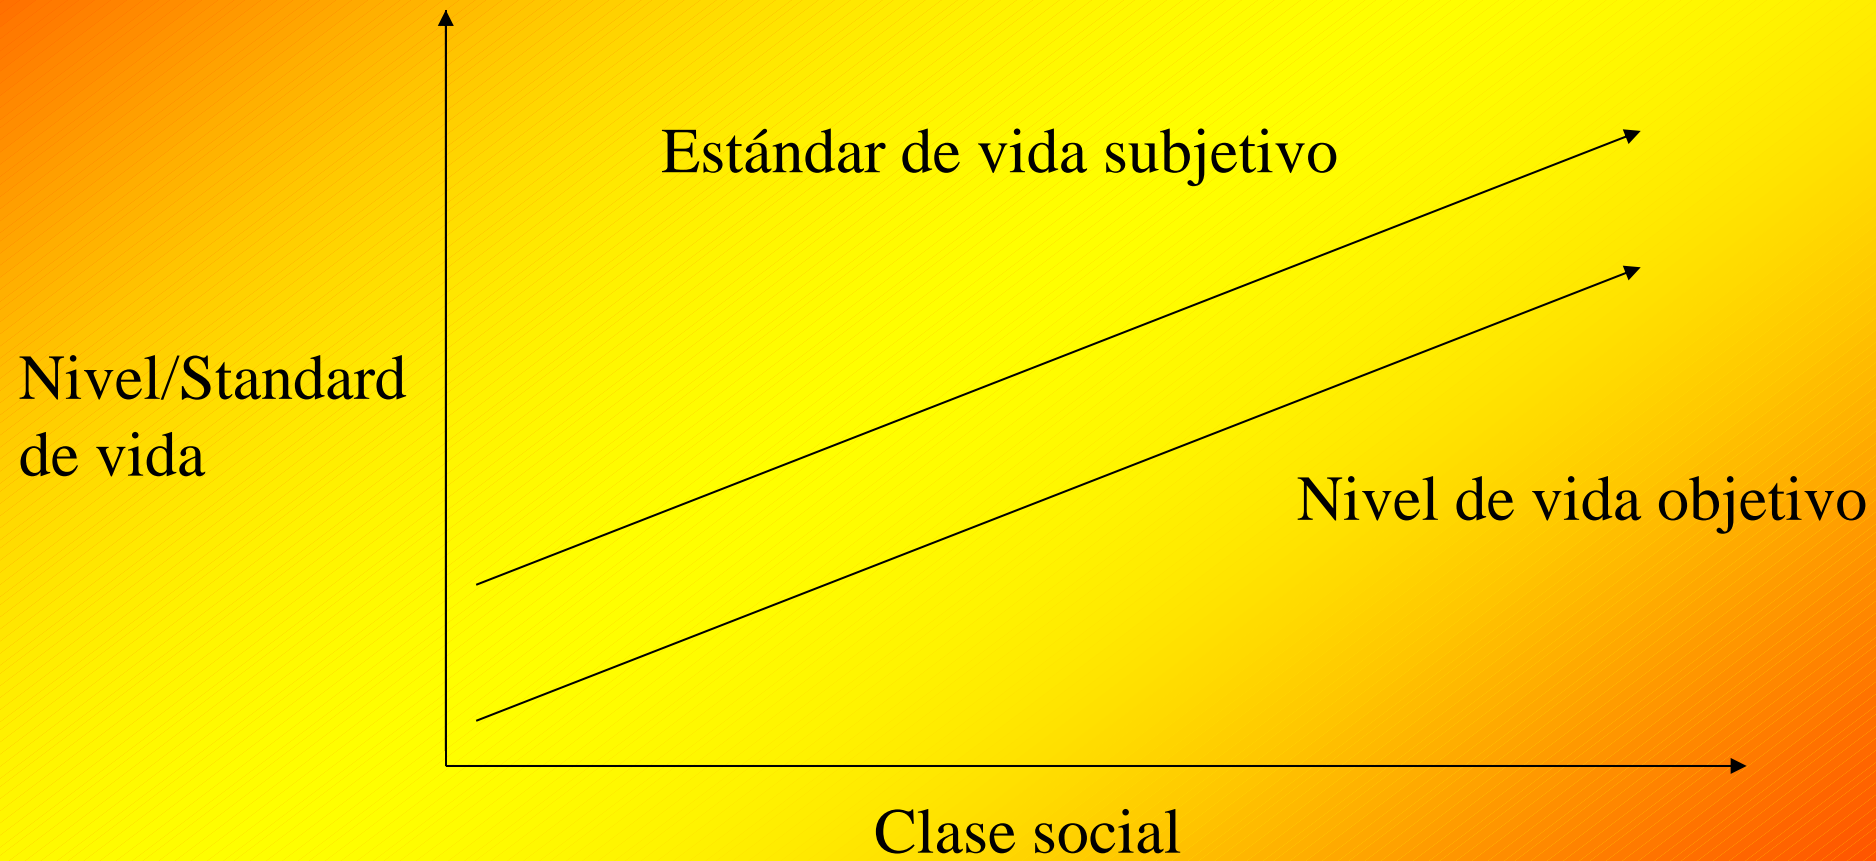 Estándar de vida subjetivo
Nivel/Standard
de vida
Nivel de vida objetivo
Clase social